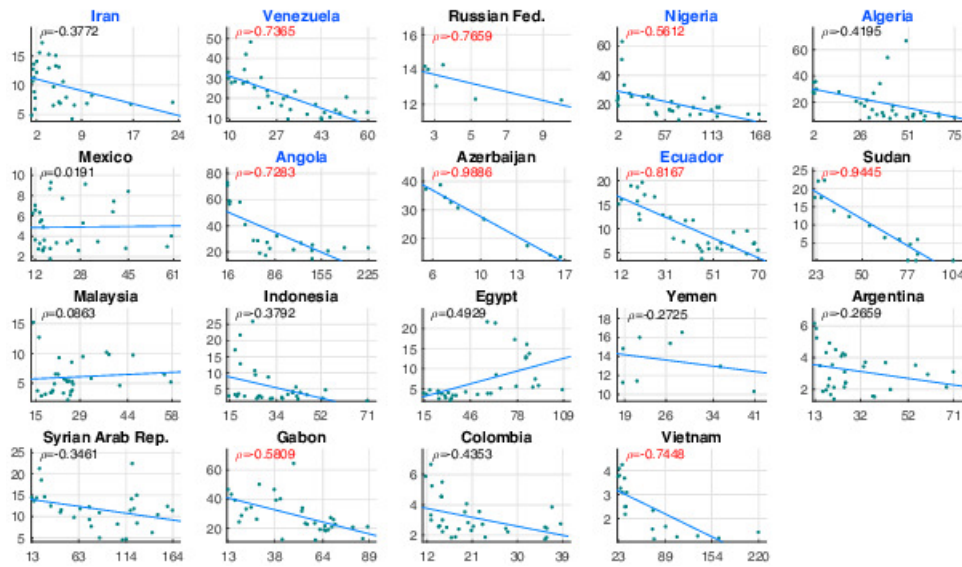 Iran Venezuela Russian Fed. Nigeria Algeria
ρ=-0.3772 ρ=-0.7365 ρ=-0.7659 ρ=-0.5612 ρ=-0.4195
15 10 5
50 40 30 20 10
16 14 12
60 40 20
60 40 20
2 9 17 24
10 27 43 60
3 5 7 9
2 57 113 168
2 26 51 75
Mexico Angola Azerbaijan Ecuador Sudan
ρ=0.0191 ρ=-0.7283 ρ=-0.9886 ρ=-0.8167 ρ=-0.9445
10 8 6 4 2
80 60 40 20
40 30 20
20 15 10 5
25 20 15 10 5
12 29 45 61
16 86 155 225
6 10 13 17
12 31 51 70
23 50 77 104
Malaysia Indonesia Egypt Yemen Argentina
ρ=0.0863 ρ=-0.3792 ρ=0.4929 ρ=-0.2725 ρ=-0.2659
15 10 5
25 20 15 10 5
20 15 10 5
18 16 14 12 10
6 4 2
15 29 44 58
15 34 52 71
15 46 78 109
19 26 34 41
13 32 52 71
Syrian Arab Rep. Gabon Colombia Vietnam
ρ=-0.3461 ρ=-0.5809 ρ=-0.4353 ρ=-0.7448
25 20 15 10 5
60 40 20
6 4 2
4 3 2
13 63 114 164
13 38 64 89
12 21 30 39
23 89 154 220